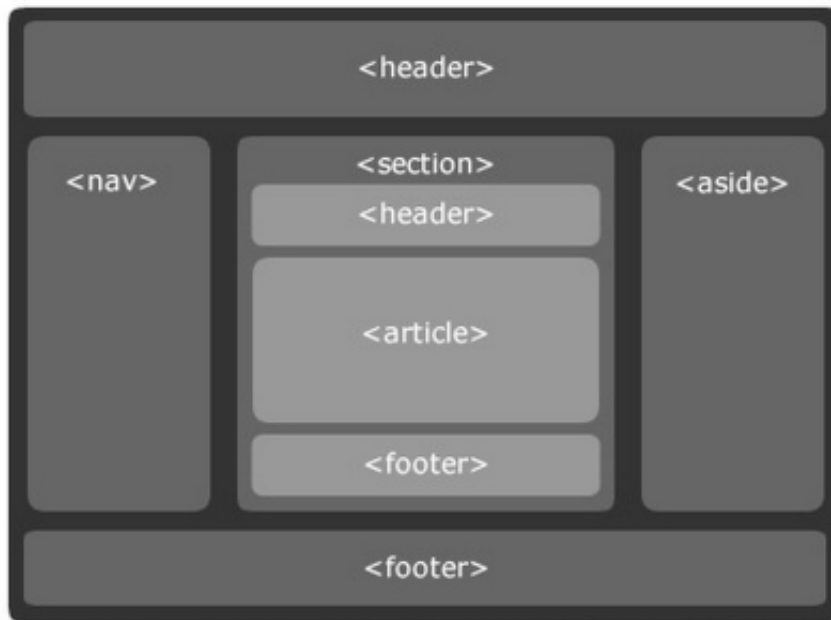 <header>
<nav>
<section>
<aside>
<header>
<article>
<footer>
<footer>